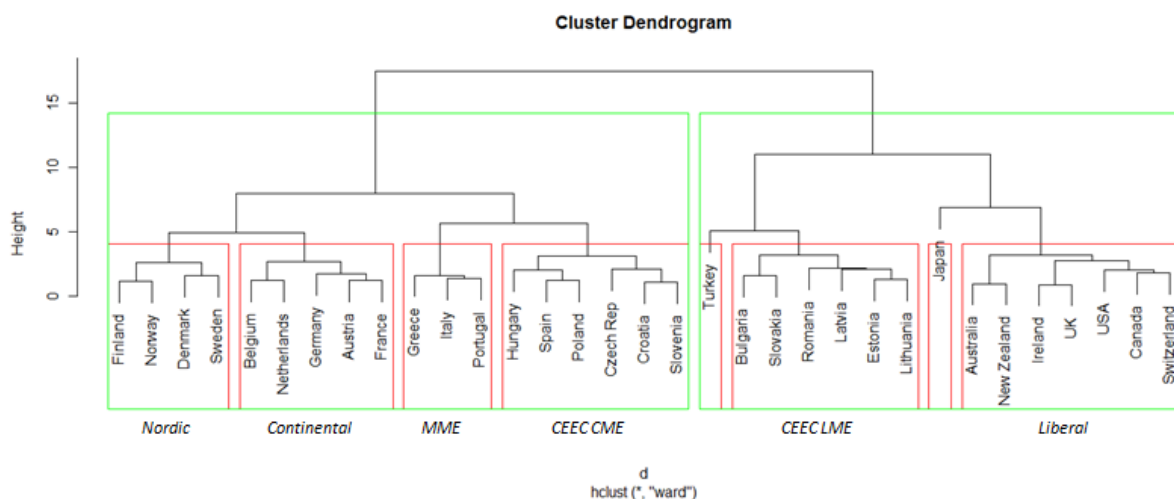 Cluster Dendrogram
Height
15
10
5
0
Finland
Norway
Denmark
Sweden
Belgium
Netherlands
Germany
Austria
France
Greece
Italy
Portugal
Hungary
Spain
Poland
Czech Rep
Croatia
Slovenia
Turkey
Bulgaria
Slovakia
Romania
Latvia
Estonia
Lithuania
Japan
Australia
New Zealand
Ireland
UK
USA
Canada
Switzerland
Nordic
Continental
MME
CEEC CME
CEEC LME
Liberal
d
hclust (*, "ward")